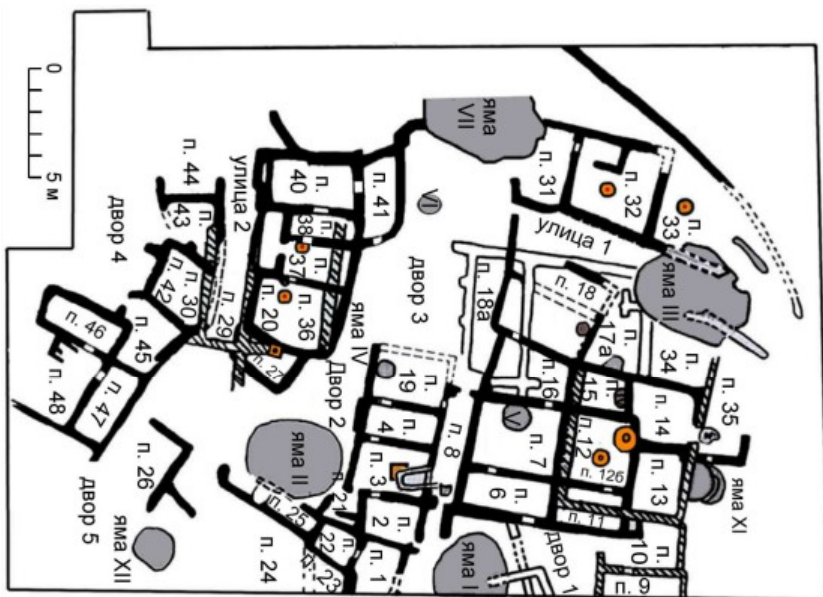 0
5 м
яма VII
п. 31
п. 32
п. 33
п. 44
улица 2
п. 40
п. 41
VI
улица 1
яма III
двор 4
п. 43
п. 38
п. 37
двор 3
п. 18а
п. 18
п. 17а
п. 34
п. 42
п. 30
п. 29
п. 20
п. 36
п. 27
яма IV
п. 46
п. 45
п. 48
п. 47
Двор 2
п. 19
п. 16
п. 15
п. 35
п. 14
п. 4
п. 8
V
п. 7
п. 12
12б
п. 13
яма XI
п. 26
яма II
п. 3
п. 6
п. 21
п. 25
п. 22
п. 2
п. 11
двор 5
яма XII
п. 24
п. 23
п. 1
яма I
двор 1
п. 10
п. 9